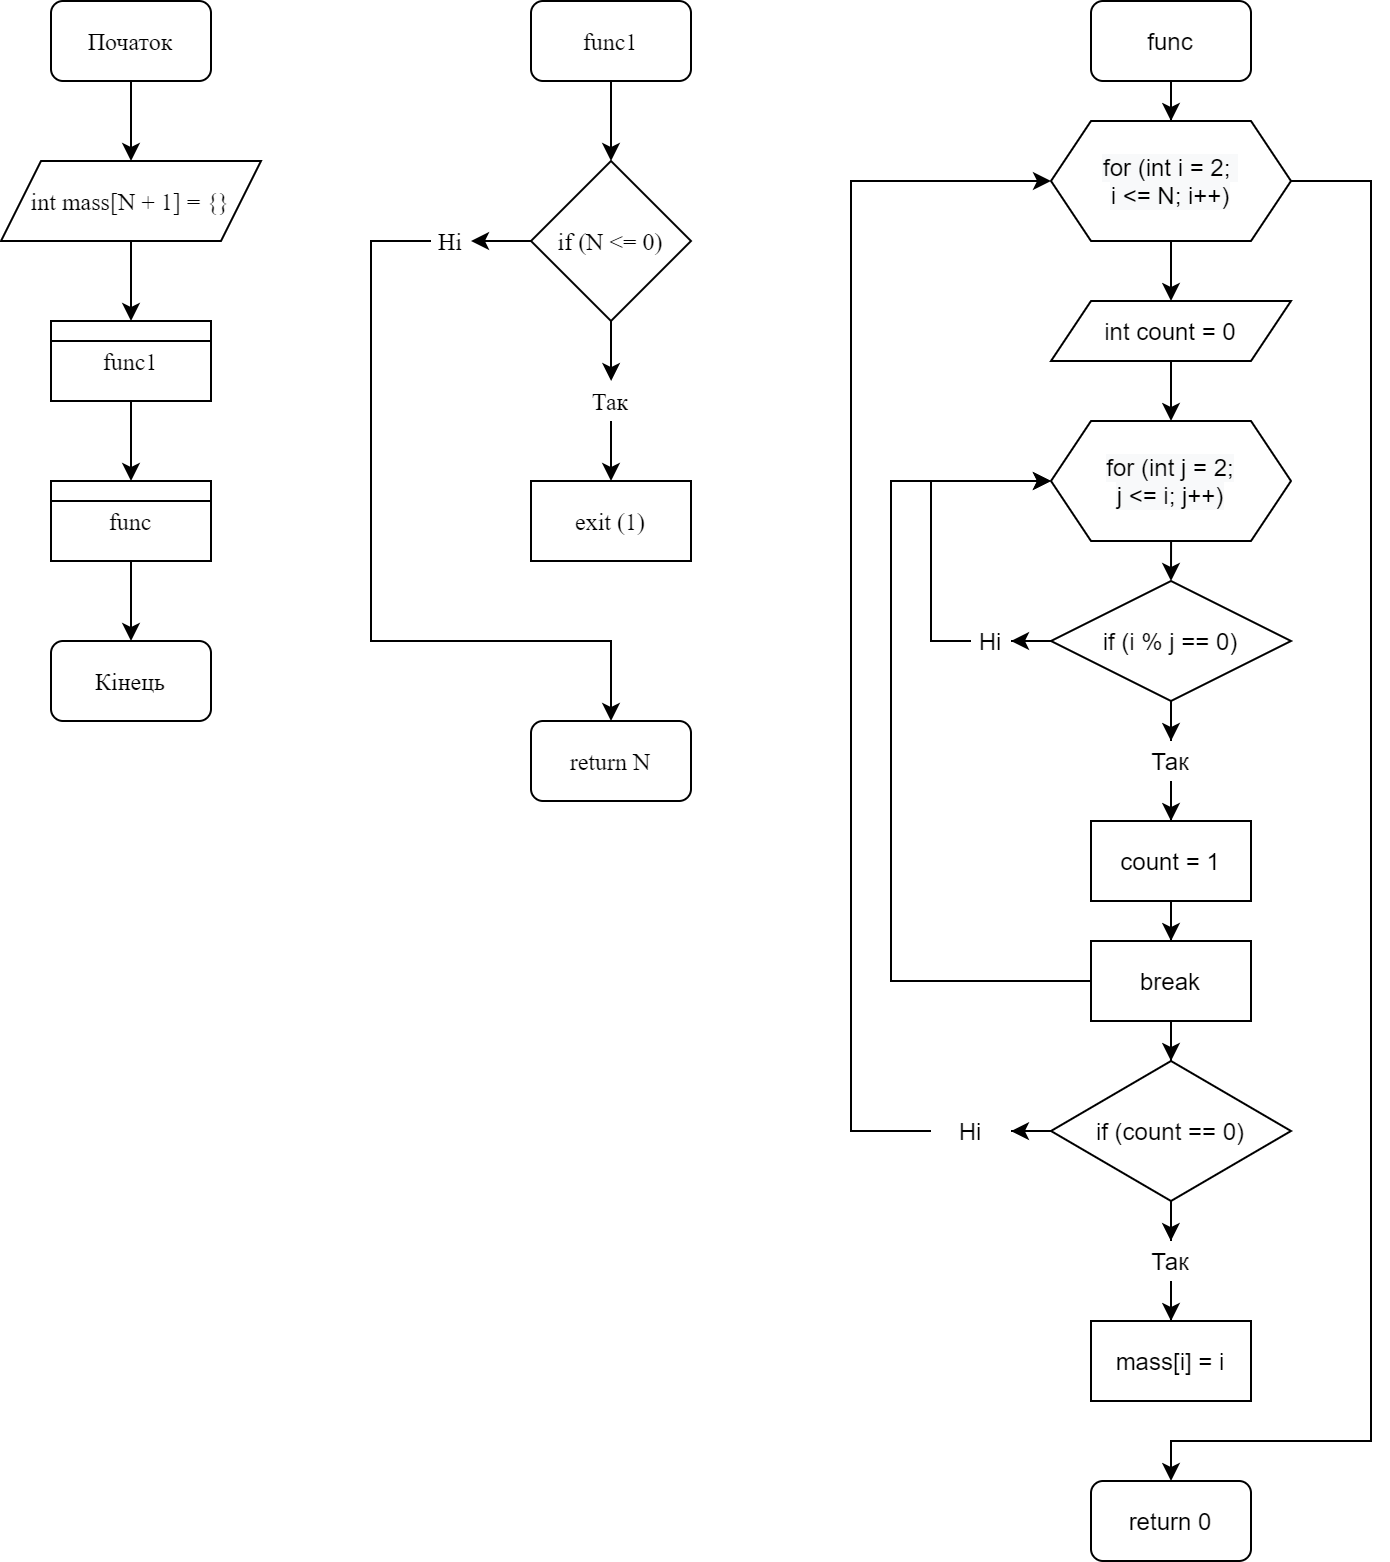 Початок
int mass[N + 1] = {}
func1
func
Кінець
func1
if (N <= 0)
Ні
Так
exit (1)
return N
func
for (int i = 2;
i <= N; i++)
int count = 0
for (int j = 2;
j <= i; j++)
if (i % j == 0)
Ні
Так
count = 1
break
if (count == 0)
Ні
Так
mass[i] = i
return 0